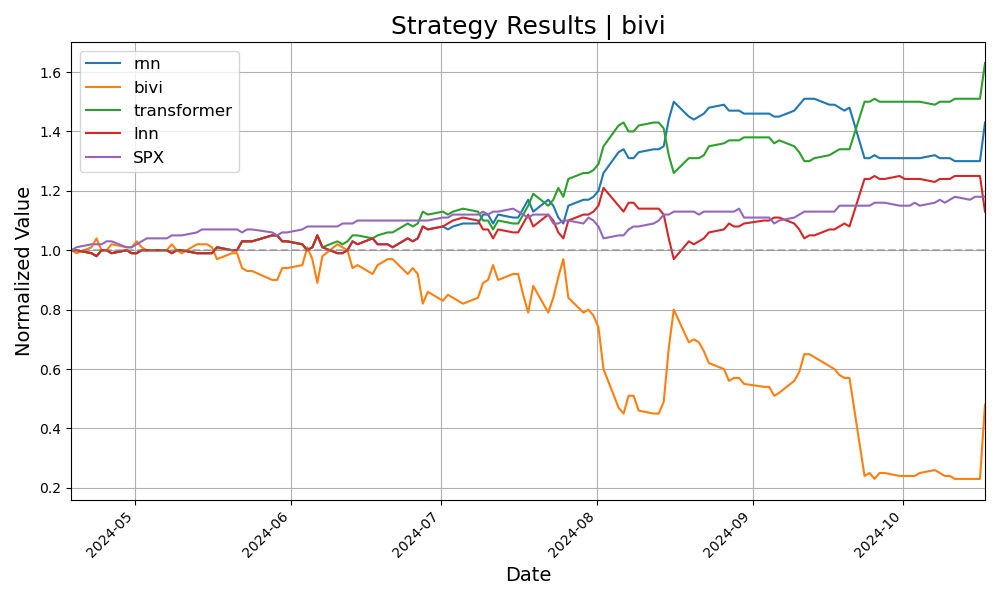 Strategy Results | bivi
rnn
bivi
transformer
lnn
SPX
Normalized Value
1.6
1.4
1.2
1.0
0.8
0.6
0.4
0.2
2024-05
2024-06
2024-07
2024-08
2024-09
2024-10
Date